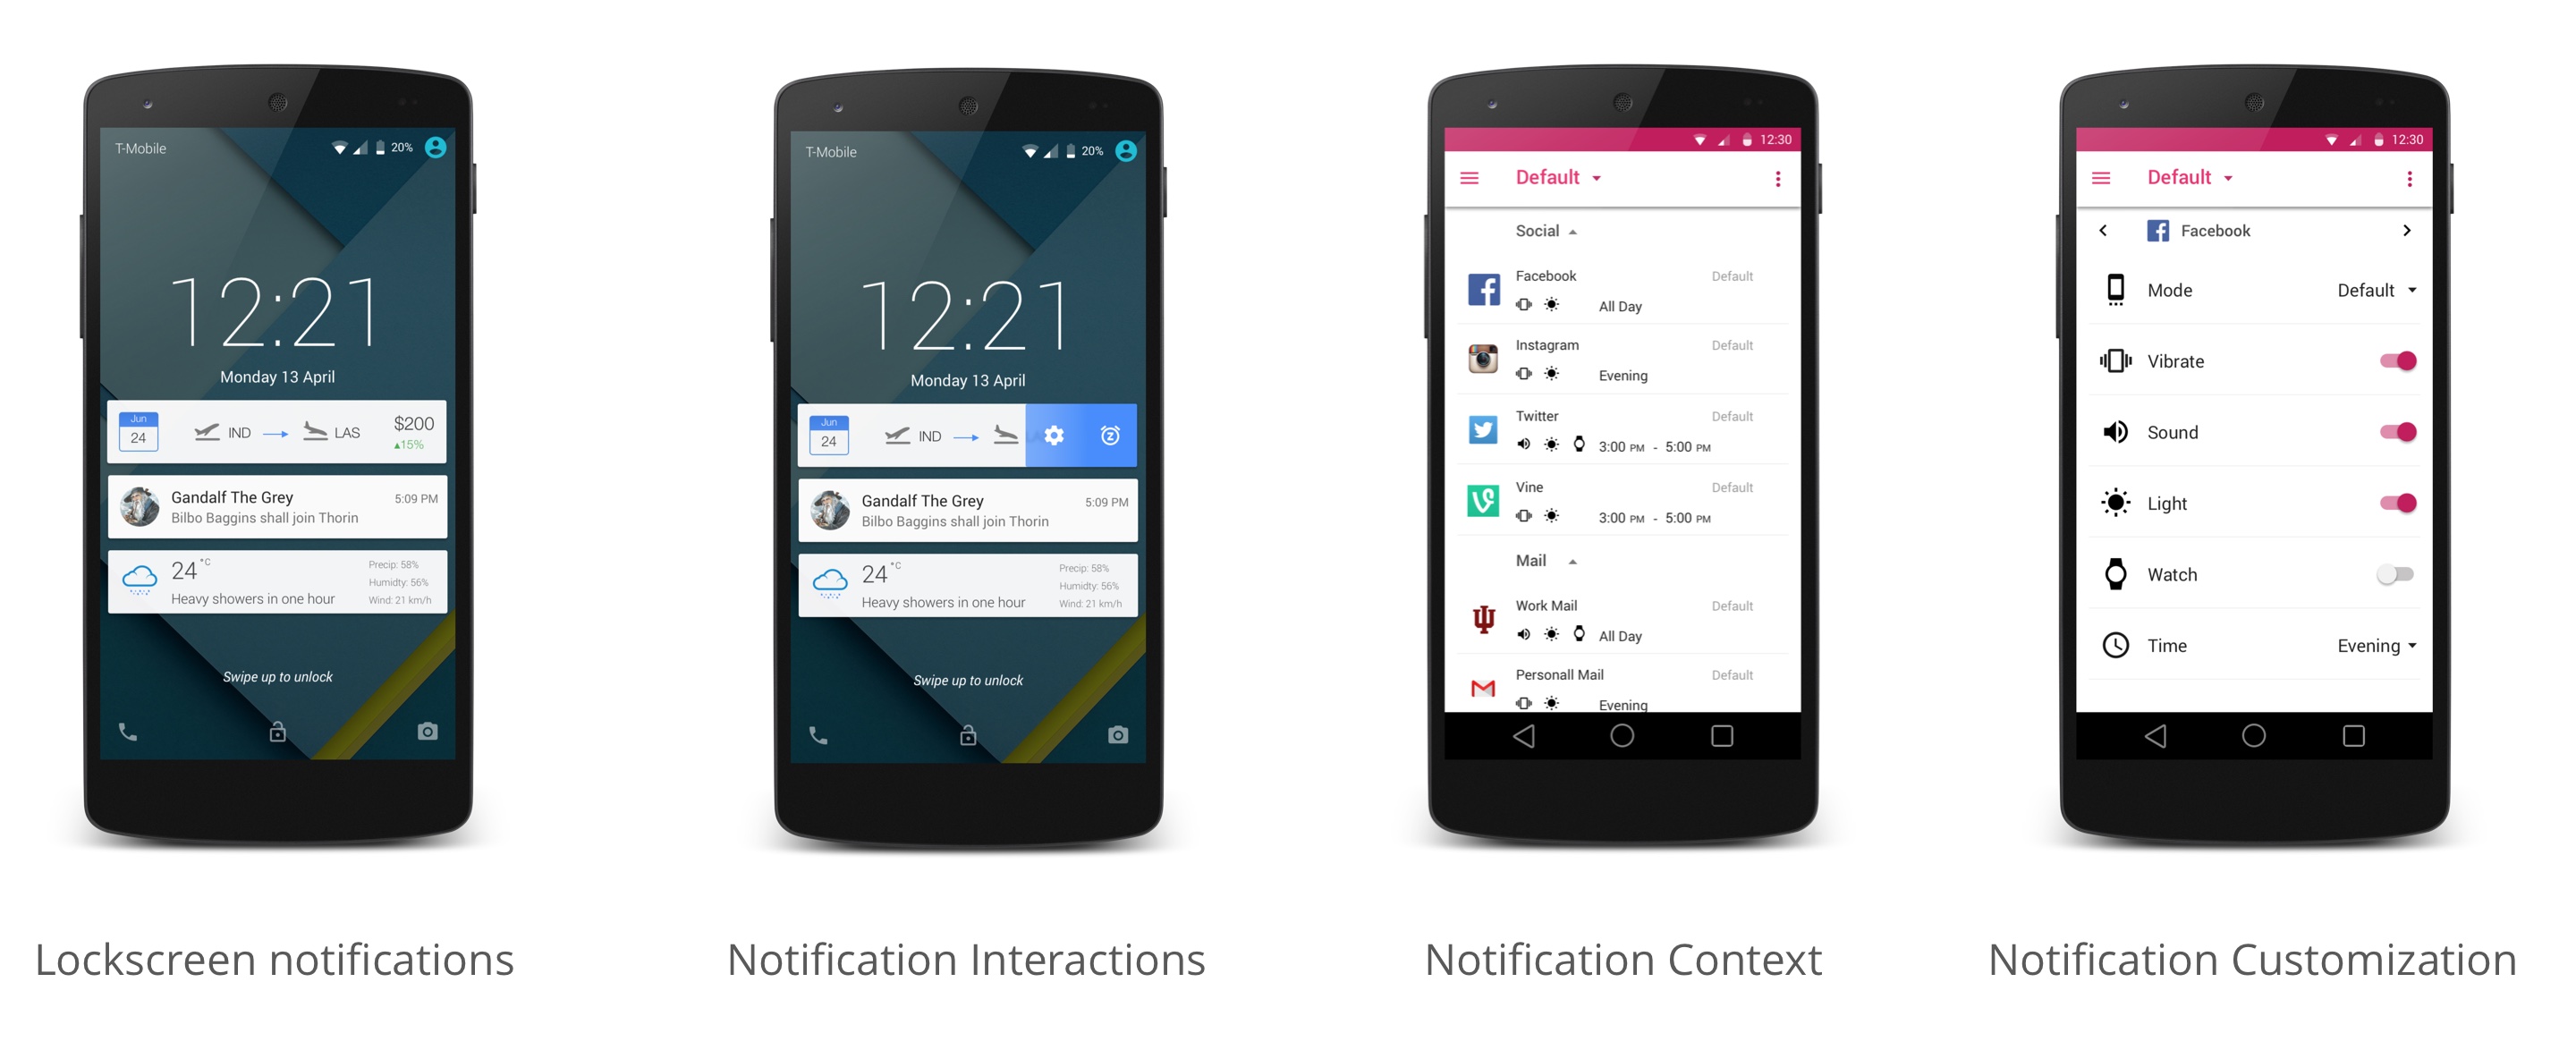 T-Mobile 20%
12:21
Monday 13 April
Jun
24 IND LAS $200
▴15%
Gandalf The Grey 5:09 PM
Bilbo Baggins shall join Thorin
24 °C Precip: 58%
Humidty: 56%
Heavy showers in one hour Wind: 21 km/h
Swipe up to unlock
Lockscreen notifications
T-Mobile 20%
12:21
Monday 13 April
Jun
24 IND
Gandalf The Grey 5:09 PM
Bilbo Baggins shall join Thorin
24 °C Precip: 58%
Humidty: 56%
Heavy showers in one hour Wind: 21 km/h
Swipe up to unlock
Notification Interactions
12:30
Default
Social
Facebook Default
All Day
Instagram Default
Evening
Twitter Default
3:00 PM - 5:00 PM
Vine Default
3:00 PM - 5:00 PM
Mail
Work Mail Default
All Day
Personall Mail Default
Evening
Notification Context
12:30
Default
Facebook
Mode Default
Vibrate
Sound
Light
Watch
Time Evening
Notification Customization